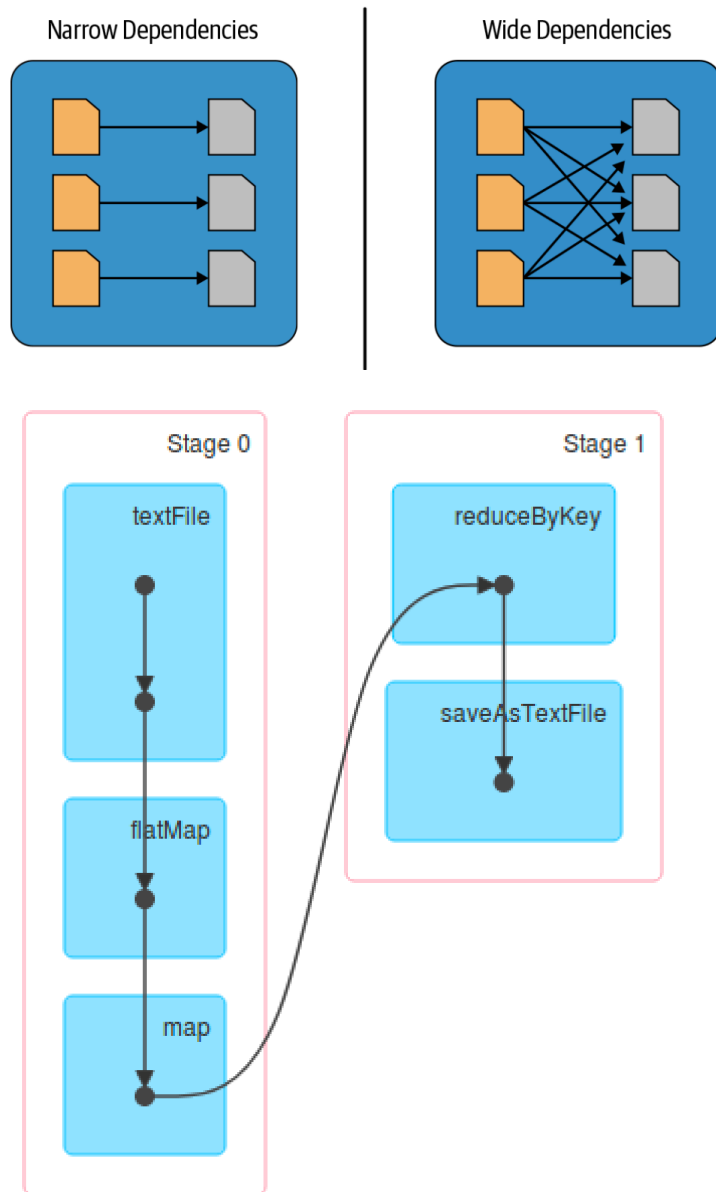 Narrow Dependencies
Wide Dependencies
Stage 0
textFile
flatMap
map
Stage 1
reduceByKey
saveAsTextFile